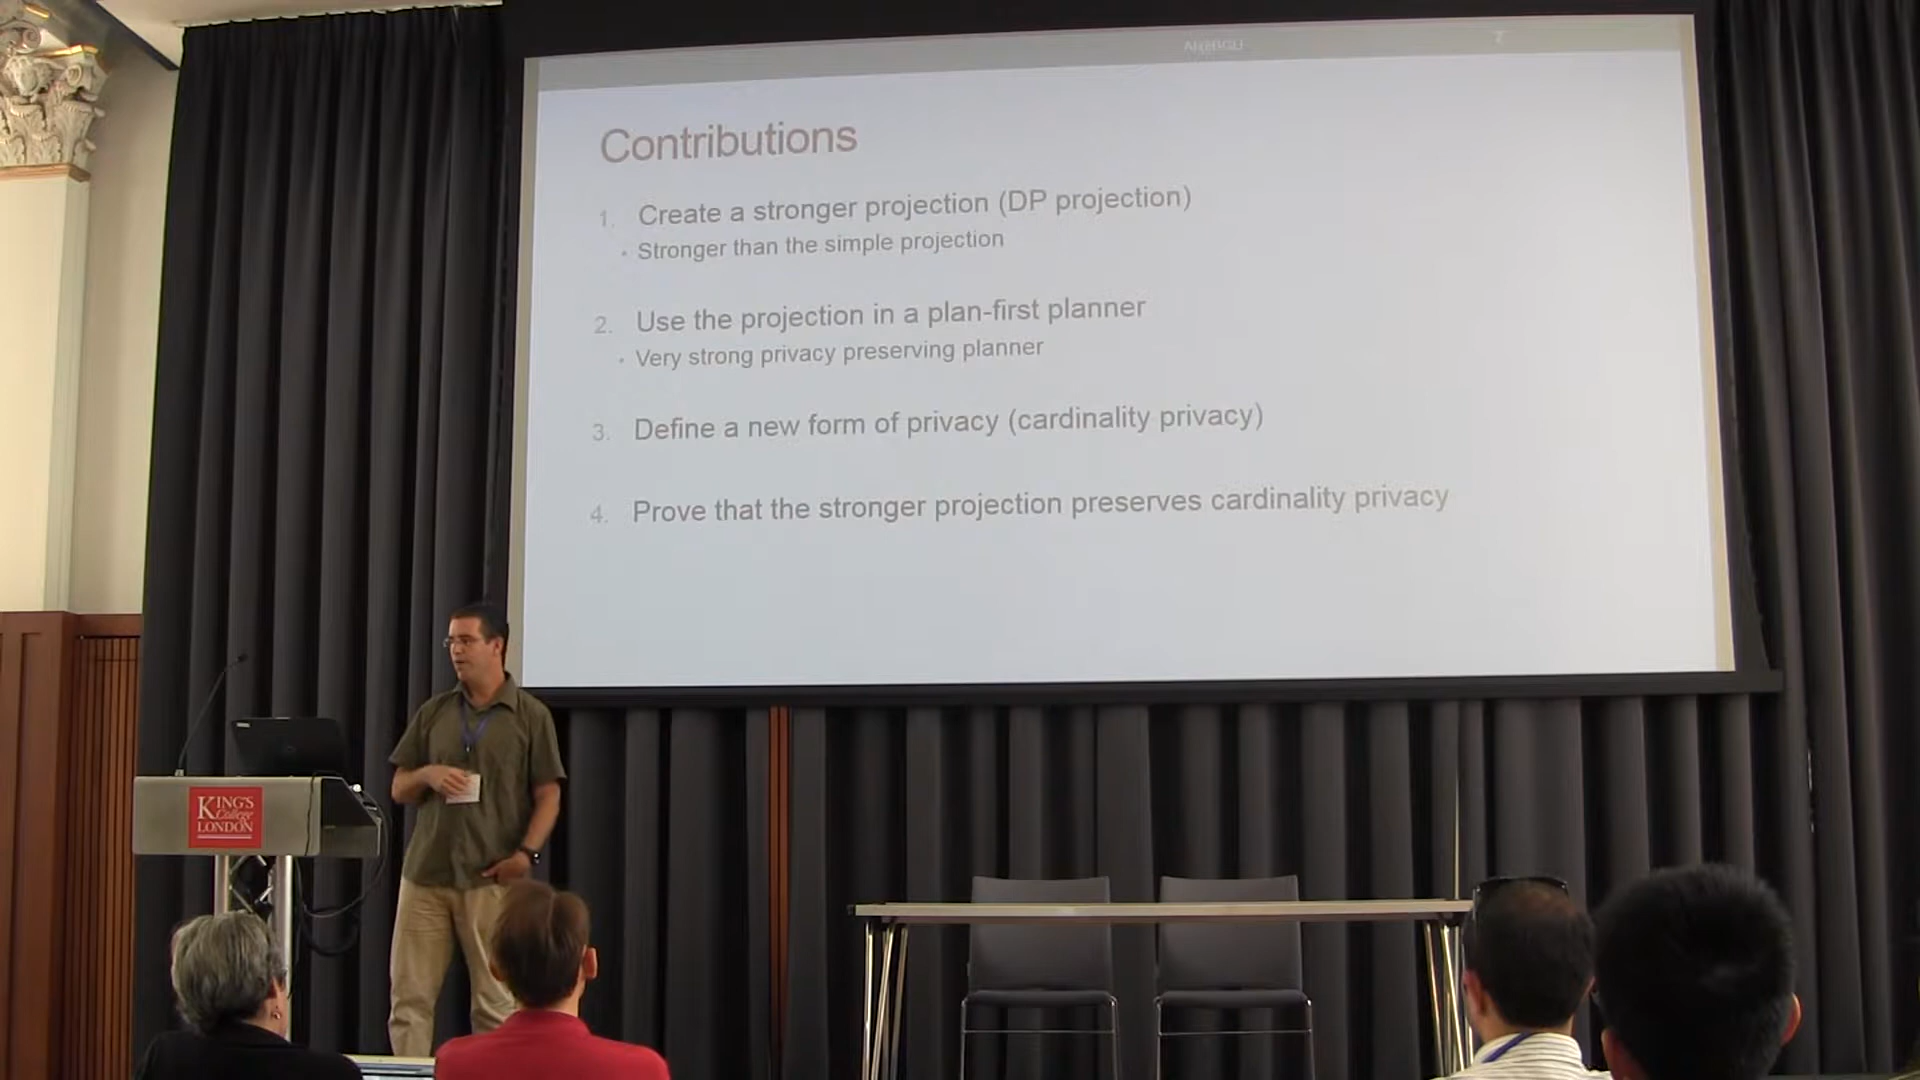 Contributions
1. Create a stronger projection (DP projection)
• Stronger than the simple projection
2. Use the projection in a plan-first planner
• Very strong privacy preserving planner
3. Define a new form of privacy (cardinality privacy)
4. Prove that the stronger projection preserves cardinality privacy
KING'S
College
LONDON